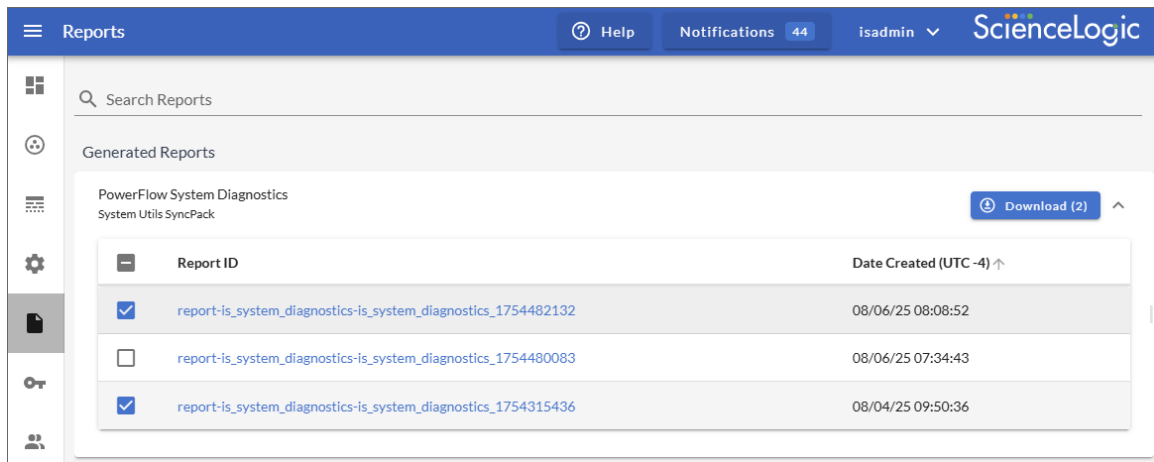 Reports
Help
Notifications 44
isadmin
ScienceLogic
Search Reports
Generated Reports
PowerFlow System Diagnostics
System Utils SyncPack
Download (2)
Report ID
Date Created (UTC -4)
report-is_system_diagnostics-is_system_diagnostics_1754482132
08/06/25 08:08:52
report-is_system_diagnostics-is_system_diagnostics_1754480083
08/06/25 07:34:43
report-is_system_diagnostics-is_system_diagnostics_1754315436
08/04/25 09:50:36